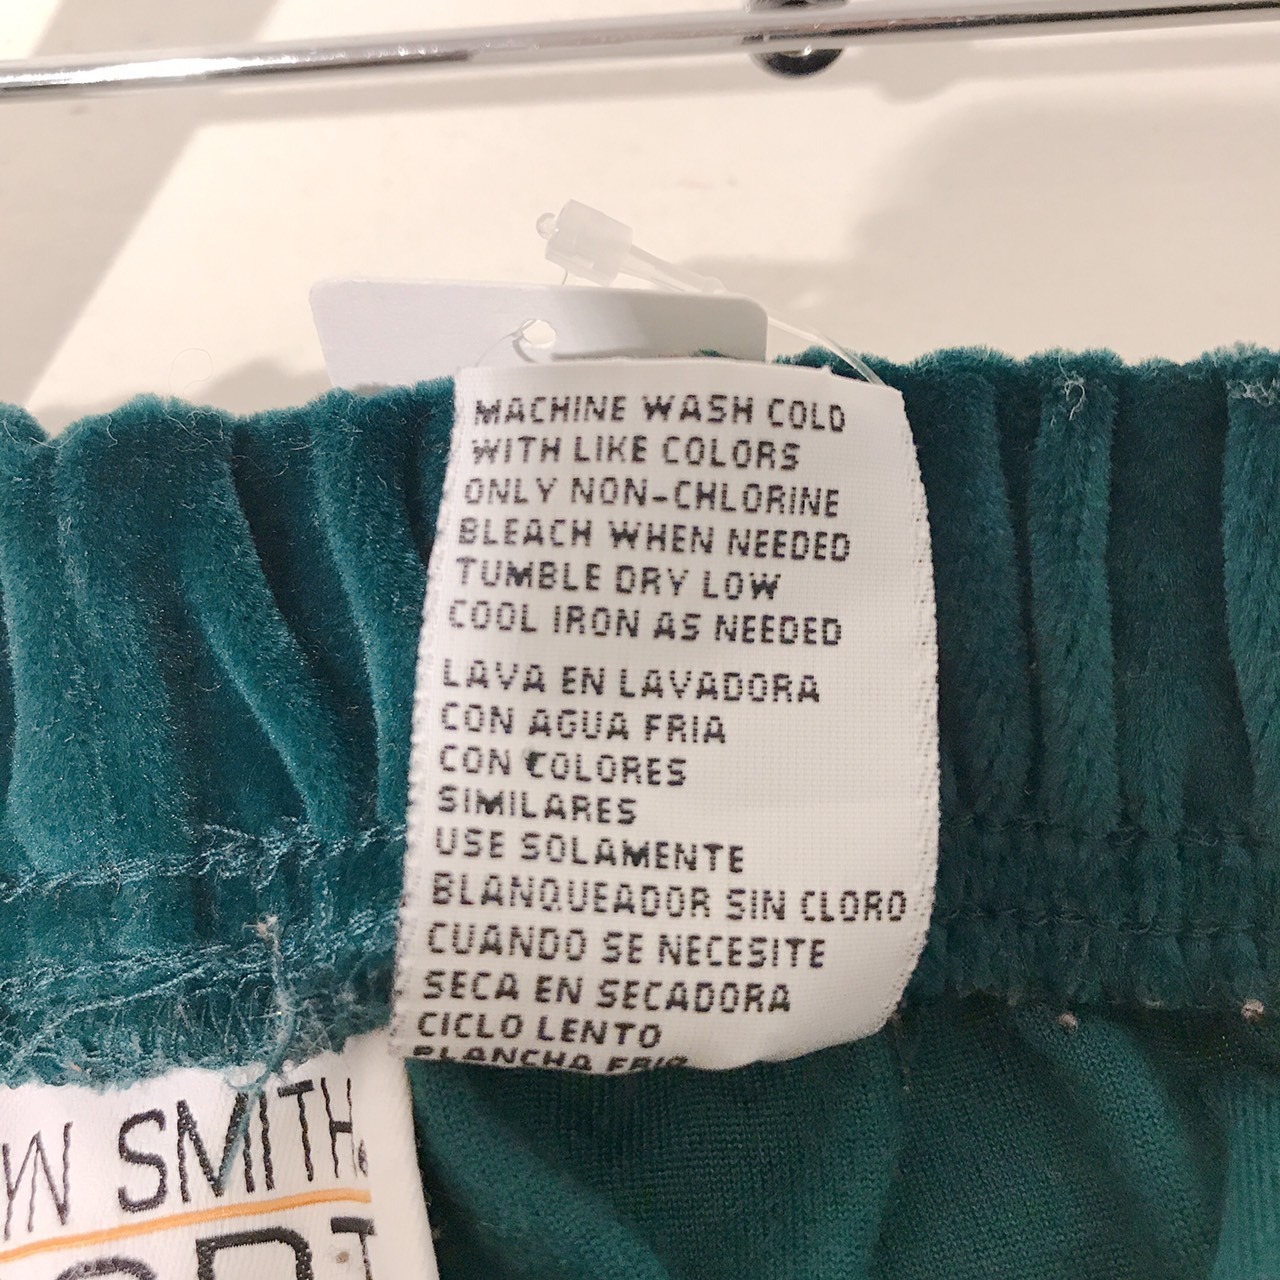 MACHINE WASH COLD
WITH LIKE COLORS
ONLY NON-CHLORINE
BLEACH WHEN NEEDED
TUMBLE DRY LOW
COOL IRON AS NEEDED
LAVA EN LAVADORA
CON AGUA FRIA
CON COLORES
SIMILARES
USE SOLAMENTE
BLANQUEADOR SIN CLORO
CUANDO SE NECESITE
SECA EN SECADORA
CICLO LENTO
PLANCHA FRIA
W SMITH